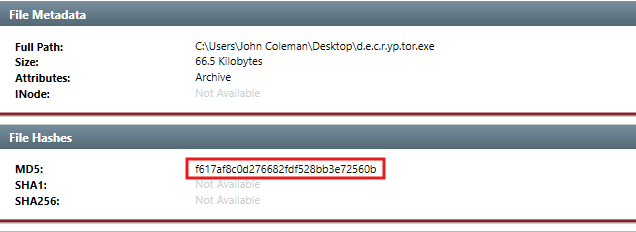 File Metadata
Full Path: C:\Users\John Coleman\Desktop\d.e.c.r.yp.tor.exe
Size: 66.5 Kilobytes
Attributes: Archive
INode: Not Available
File Hashes
MD5: f617af8c0d276682fdf528bb3e72560b
SHA1: Not Available
SHA256: Not Available